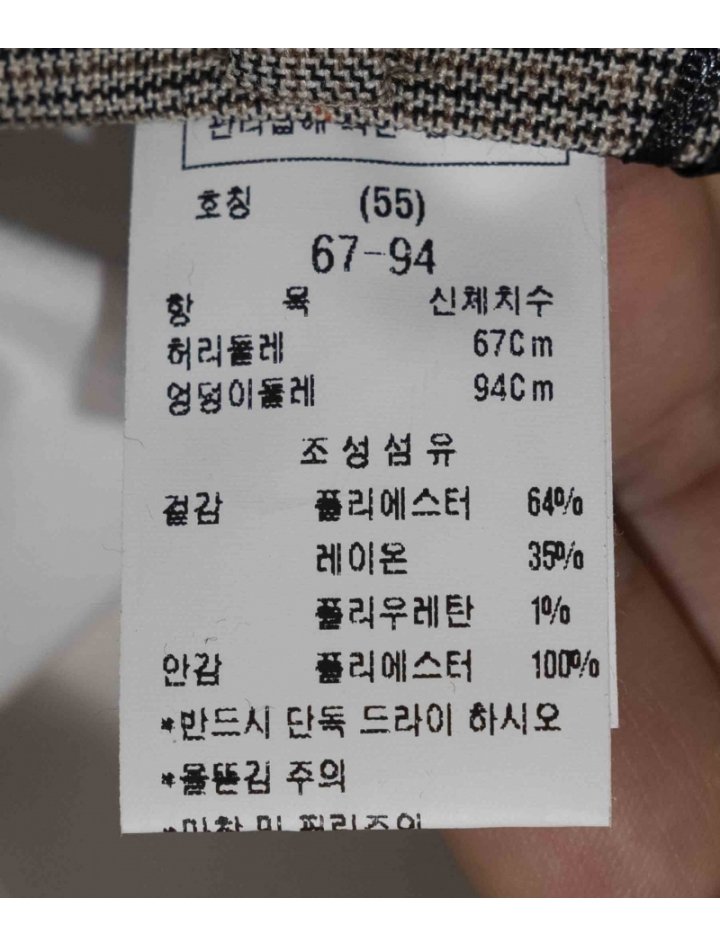 호칭 (55)
67-94
항 목 신체치수
허리둘레 67Cm
엉덩이둘레 94Cm
조성섬유
겉감 폴리에스터 64%
레이온 35%
폴리우레탄 1%
안감 폴리에스터 100%
*반드시 단독 드라이 하시오
*물뜯김 주의